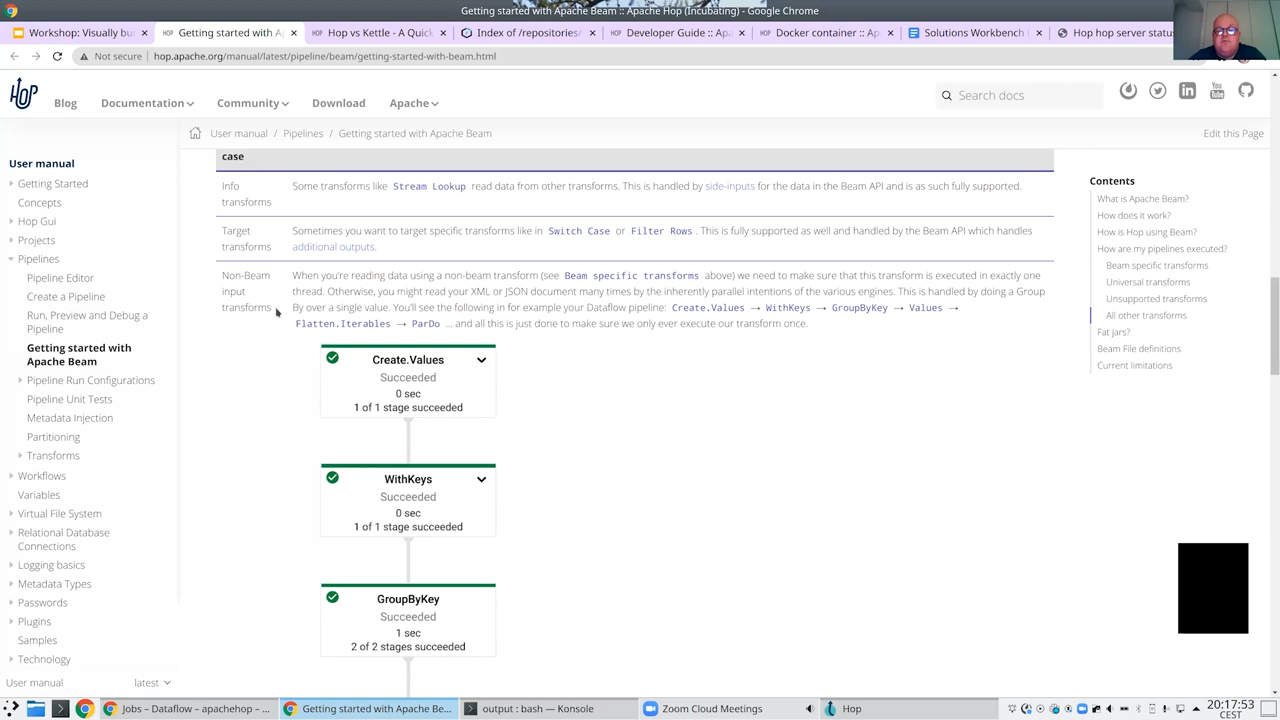 Getting started with Apache Beam :: Apache Hop (Incubating) - Google Chrome
Workshop: Visually bu
Getting started with Ap
Hop vs Kettle - A Quick
Index of /repositories/
Developer Guide :: Apa
Docker container :: Ap
Solutions Workbench
Hop hop server status
Not secure
hop.apache.org/manual/latest/pipeline/beam/getting-started-with-beam.html
HOP
Blog
Documentation
Community
Download
Apache
Search docs
User manual / Pipelines / Getting started with Apache Beam
Edit this Page
User manual
Getting Started
Concepts
Hop Gui
Projects
Pipelines
Pipeline Editor
Create a Pipeline
Run, Preview and Debug a
Pipeline
Getting started with
Apache Beam
Pipeline Run Configurations
Pipeline Unit Tests
Metadata Injection
Partitioning
Transforms
Workflows
Variables
Virtual File System
Relational Database
Connections
Logging basics
Metadata Types
Passwords
Plugins
Samples
Technology
User manual
latest
case
Info
transforms
Some transforms like Stream Lookup read data from other transforms. This is handled by side-inputs for the data in the Beam API and is as such fully supported.
Target
transforms
Sometimes you want to target specific transforms like in Switch Case or Filter Rows. This is fully supported as well and handled by the Beam API which handles
additional outputs.
Non-Beam
input
transforms
When you're reading data using a non-beam transform (see Beam specific transforms above) we need to make sure that this transform is executed in exactly one
thread. Otherwise, you might read your XML or JSON document many times by the inherently parallel intentions of the various engines. This is handled by doing a Group
By over a single value. You'll see the following in for example your Dataflow pipeline: Create.Values → WithKeys → GroupByKey → Values →
Flatten.Iterables → ParDo … and all this is just done to make sure we only ever execute our transform once.
Create.Values
Succeeded
0 sec
1 of 1 stage succeeded
WithKeys
Succeeded
0 sec
1 of 1 stage succeeded
GroupByKey
Succeeded
1 sec
2 of 2 stages succeeded
Contents
What is Apache Beam?
How does it work?
How is Hop using Beam?
How are my pipelines executed?
Beam specific transforms
Universal transforms
Unsupported transforms
All other transforms
Fat jars?
Beam File definitions
Current limitations
Jobs – Dataflow – apachehop – ...
Getting started with Apache Be...
output : bash — Konsole
Zoom Cloud Meetings
Hop
20:17:53
CEST